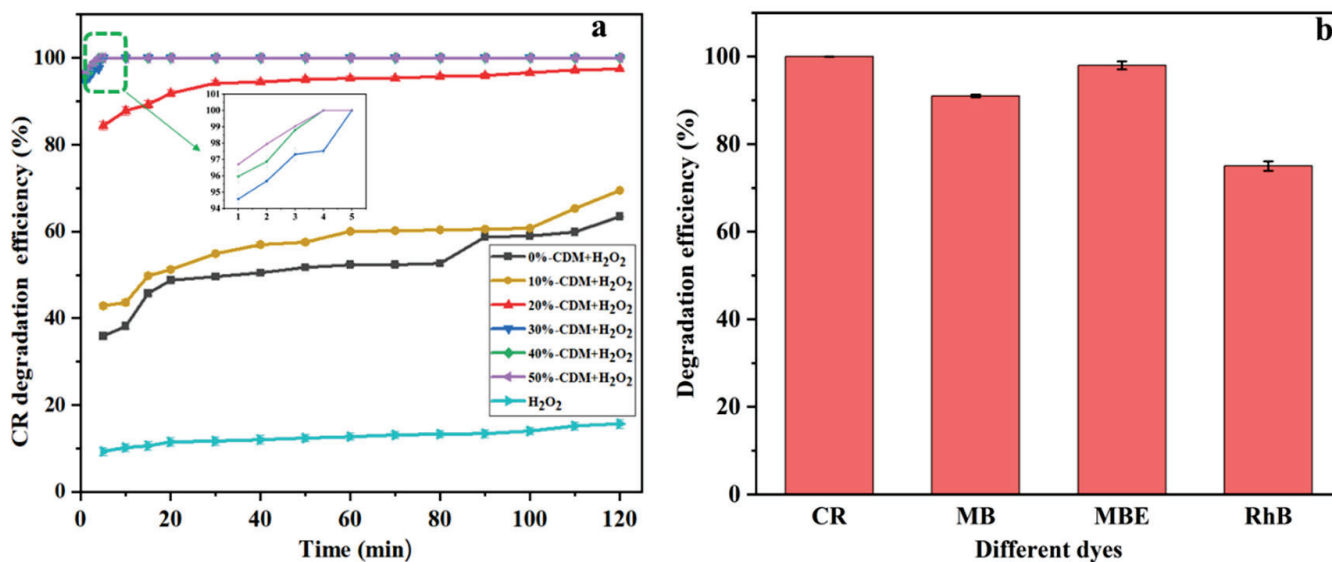 a
CR degradation efficiency (%)
100
80
60
40
20
0
101
100
99
98
97
96
95
94
1 2 3 4 5
0%-CDM+H₂O₂
10%-CDM+H₂O₂
20%-CDM+H₂O₂
30%-CDM+H₂O₂
40%-CDM+H₂O₂
50%-CDM+H₂O₂
H₂O₂
0 20 40 60 80 100 120
Time (min)
b
Degradation efficiency (%)
100
80
60
40
20
0
CR MB MBE RhB
Different dyes